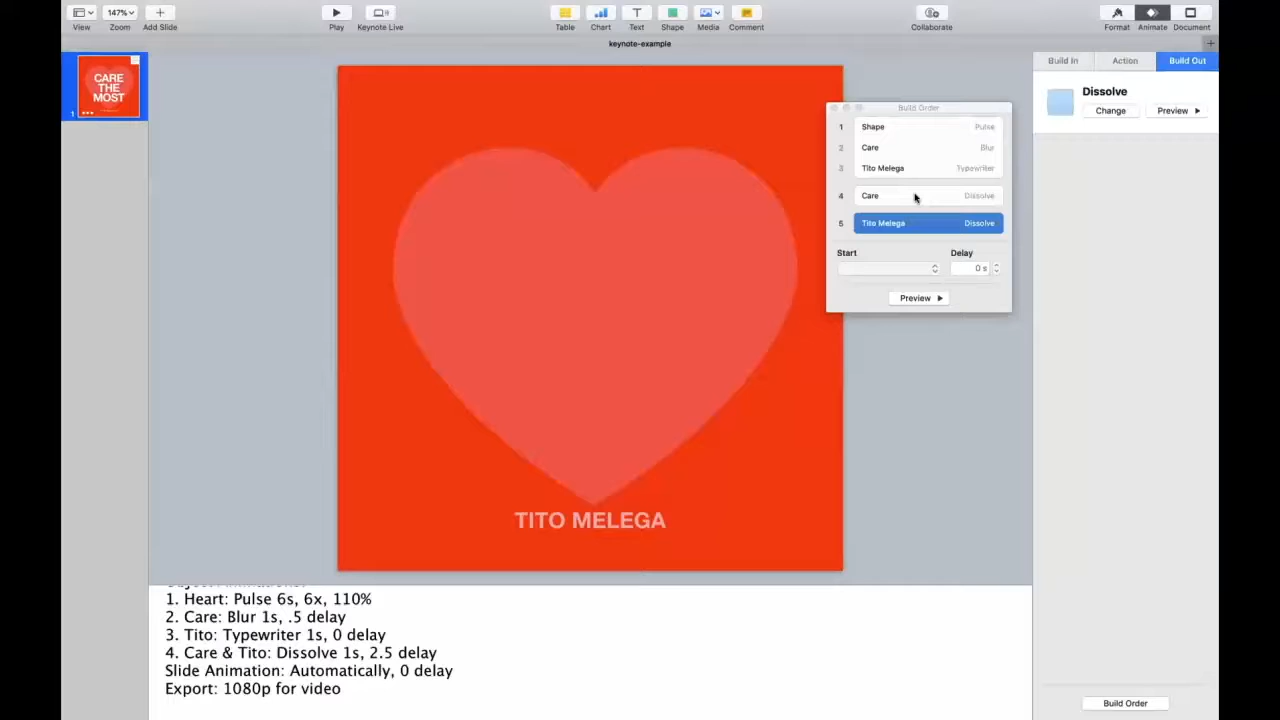 147%
View
Zoom
Add Slide
Play
Keynote Live
Table
Chart
Text
Shape
Media
Comment
Collaborate
Format
Animate
Document
keynote-example
CARE
THE
MOST
1
Build In
Action
Build Out
Dissolve
Change
Preview
Build Order
1 Shape Pulse
2 Care Blur
3 Tito Melega Typewriter
4 Care Dissolve
5 Tito Melega Dissolve
Start
Delay
0 s
Preview
TITO MELEGA
1. Heart: Pulse 6s, 6x, 110%
2. Care: Blur 1s, .5 delay
3. Tito: Typewriter 1s, 0 delay
4. Care & Tito: Dissolve 1s, 2.5 delay
Slide Animation: Automatically, 0 delay
Export: 1080p for video
Build Order